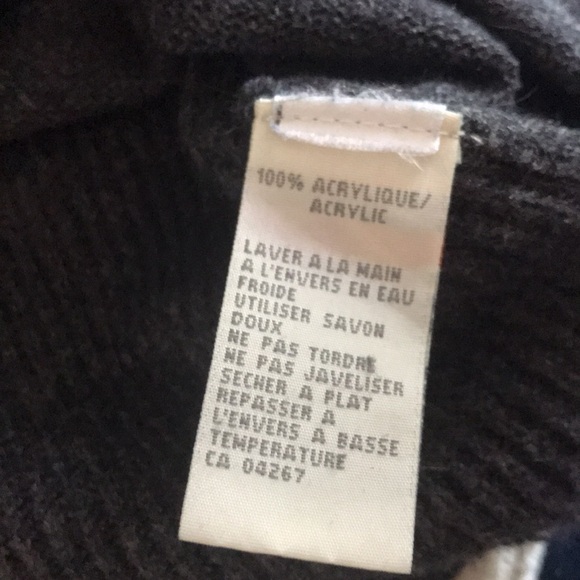 100% ACRYLIQUE/
ACRYLIC
LAVER A LA MAIN
A L'ENVERS EN EAU
FROIDE
UTILISER SAVON
DOUX
NE PAS TORDRE
NE PAS JAVELISER
SECHER A PLAT
REPASSER A
L'ENVERS A BASSE
TEMPERATURE
CA 04267